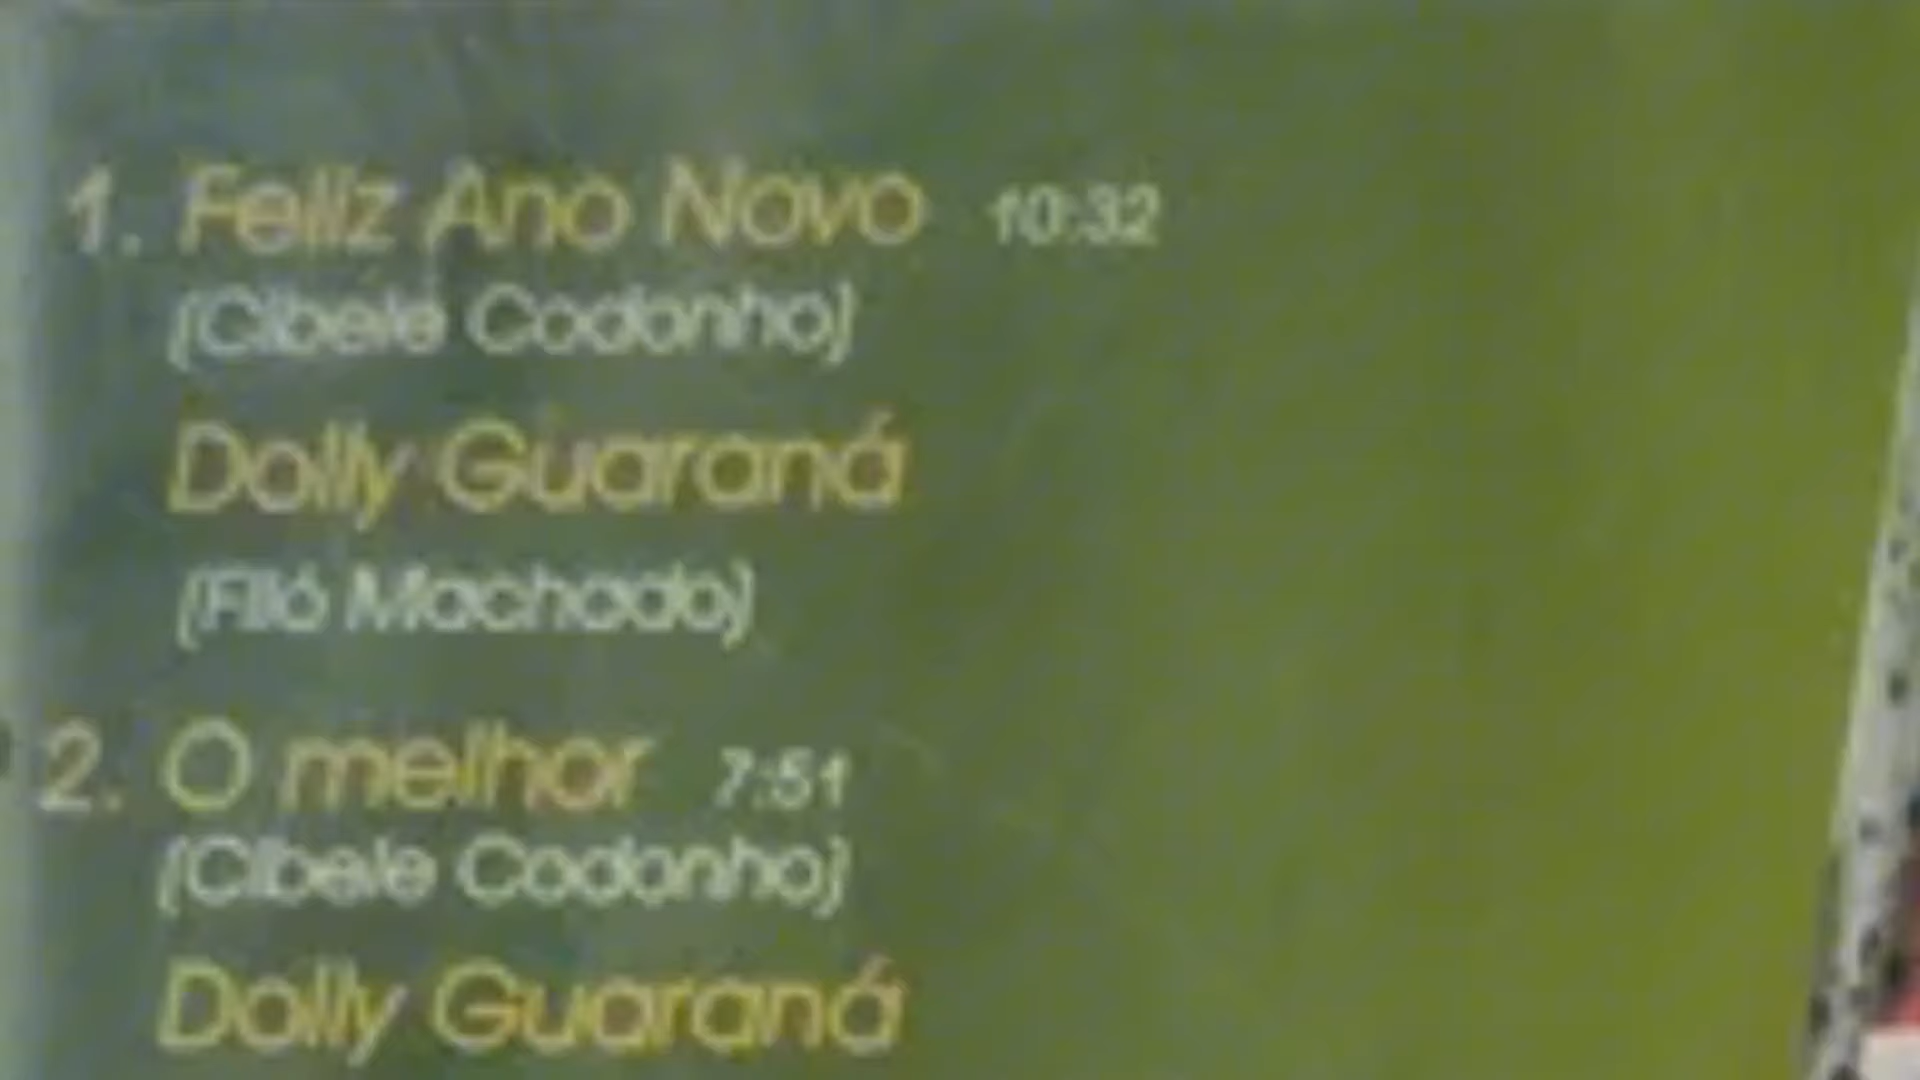 1. Feliz Ano Novo 10:32
(Cibele Codonho)
Dolly Guaraná
(Filó Machado)
2. O melhor 7:51
(Cibele Codonho)
Dolly Guaraná